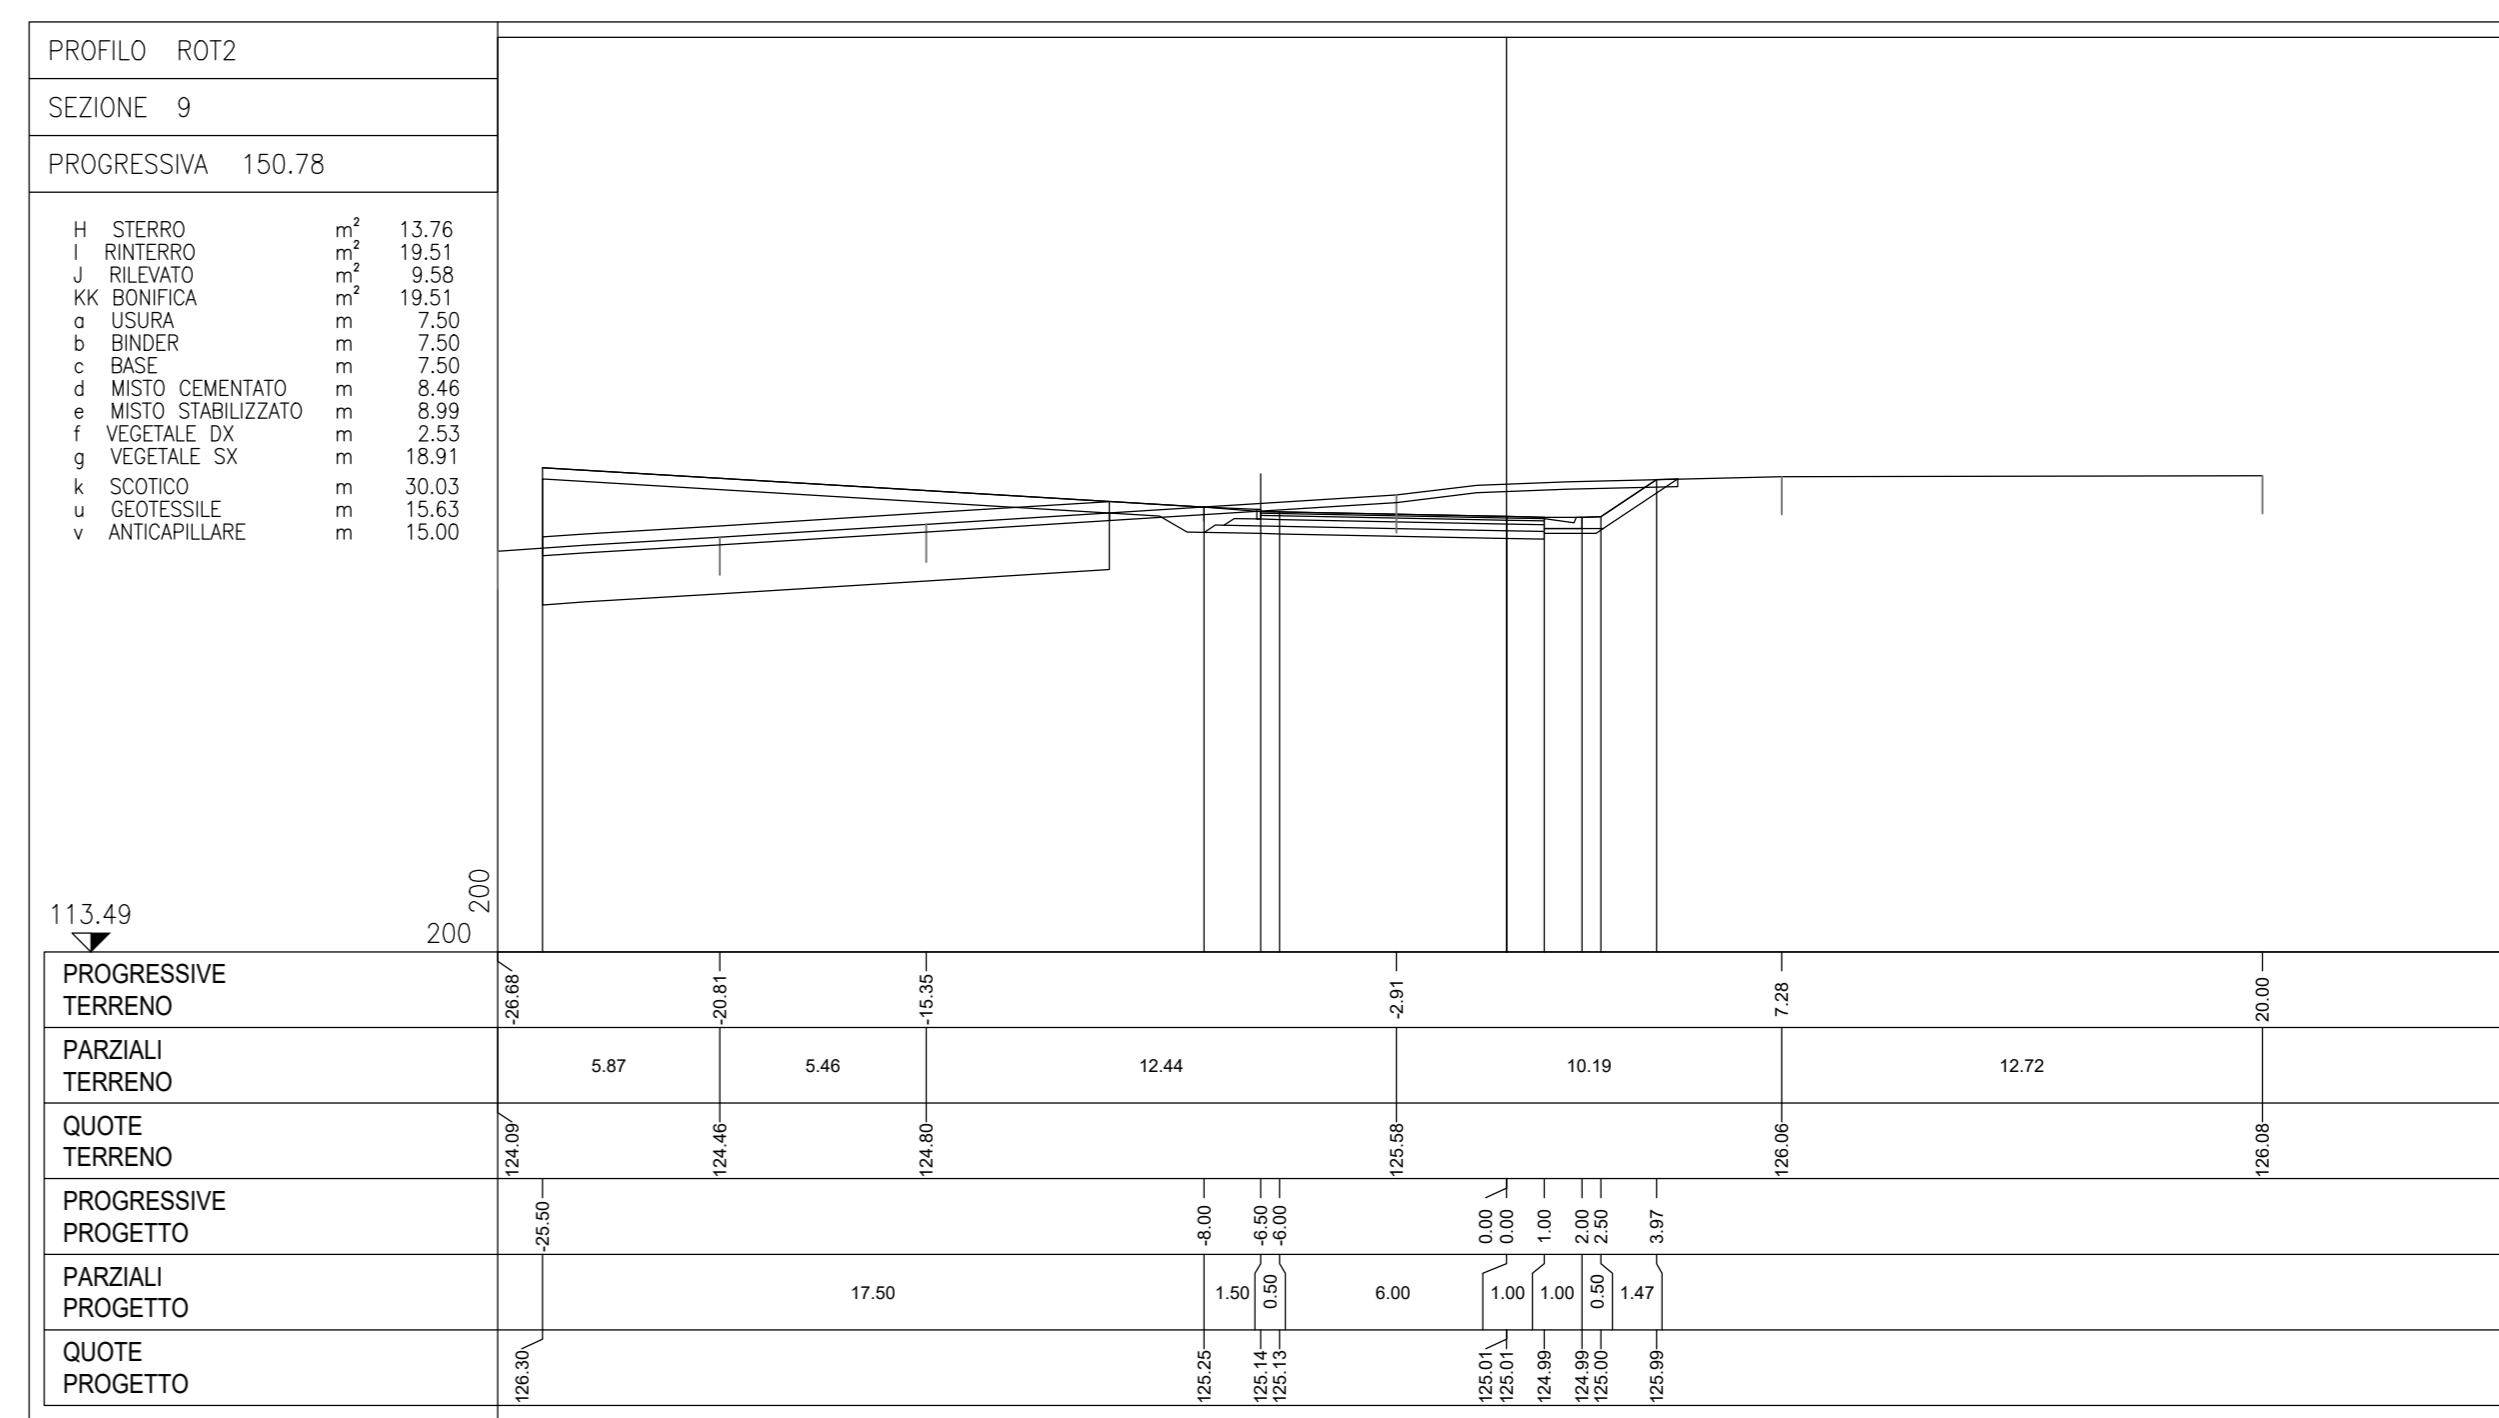 PROFILO ROT2
SEZIONE 9
PROGRESSIVA 150.78
H STERRO m² 13.76
I RINTERRO m² 19.51
J RILEVATO m² 9.58
KK BONIFICA m² 19.51
a USURA m 7.50
b BINDER m 7.50
c BASE m 7.50
d MISTO CEMENTATO m 8.46
e MISTO STABILIZZATO m 8.99
f VEGETALE DX m 2.53
g VEGETALE SX m 18.91
k SCOTICO m 30.03
u GEOTESSILE m 15.63
v ANTICAPILLARE m 15.00
200
113.49
200
PROGRESSIVE
TERRENO
-26.68 -20.81 -15.35 -2.91 7.28 20.00
PARZIALI
TERRENO
5.87 5.46 12.44 10.19 12.72
QUOTE
TERRENO
124.09 124.46 124.80 125.58 126.06 126.08
PROGRESSIVE
PROGETTO
-25.50 -8.00 -6.50 -6.00 0.00 0.00 1.00 2.00 2.50 3.97
PARZIALI
PROGETTO
17.50 1.50 0.50 6.00 1.00 1.00 0.50 1.47
QUOTE
PROGETTO
126.30 125.25 125.14 125.13 125.01 125.01 124.99 124.99 125.00 125.99